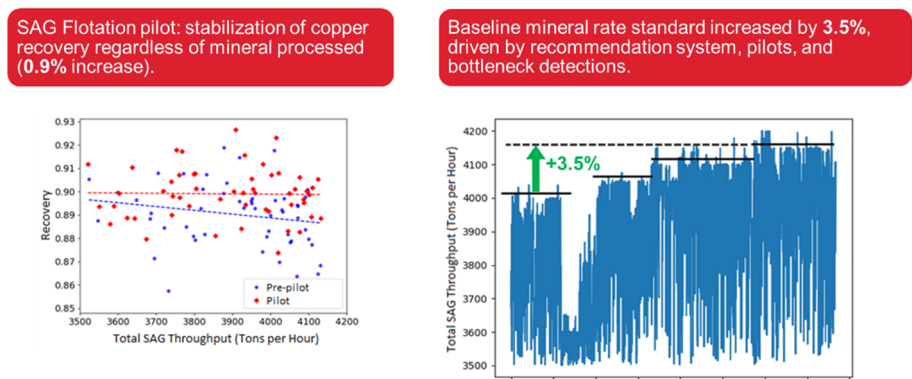 SAG Flotation pilot: stabilization of copper
recovery regardless of mineral processed
(0.9% increase).
Baseline mineral rate standard increased by 3.5%,
driven by recommendation system, pilots, and
bottleneck detections.
0.93
0.92
0.91
0.90
0.89
0.88
0.87
0.86
0.85
Recovery
Pre-pilot
Pilot
3500
3600
3700
3800
3900
4000
4100
4200
Total SAG Throughput (Tons per Hour)
4200
4100
4000
3900
3800
3700
3600
3500
Total SAG Throughput (Tons per Hour)
+3.5%